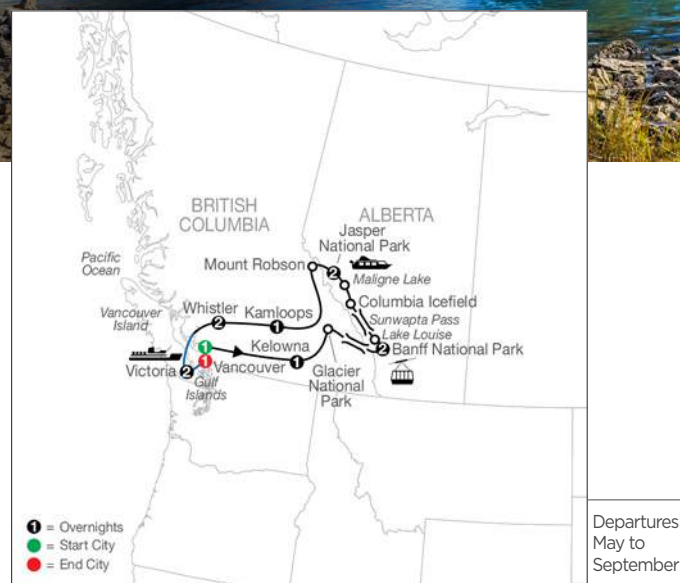 BRITISH
COLUMBIA
ALBERTA
Jasper
National Park
2
Mount Robson
Maligne Lake
Pacific
Ocean
Columbia Icefield
Whistler
Kamloops
Vancouver
Island
2
1
Sunwapta Pass
Lake Louise
1
Kelowna
2
Banff National Park
Victoria
2
1
Vancouver
1
Glacier
National
Park
Gulf
Islands
1 = Overnights
= Start City
= End City
Departures
May to
September